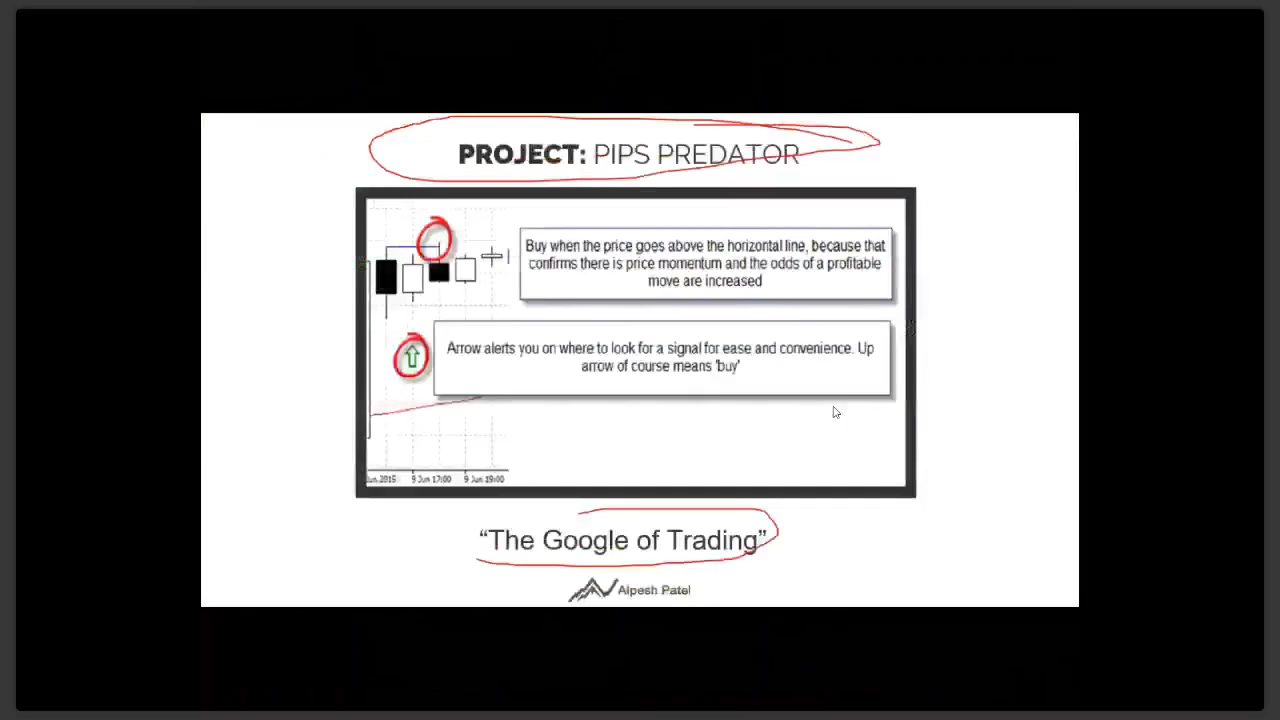 PROJECT: PIPS PREDATOR
Buy when the price goes above the horizontal line, because that
confirms there is price momentum and the odds of a profitable
move are increased
Arrow alerts you on where to look for a signal for ease and convenience. Up
arrow of course means 'buy'
Jun 2015 9 Jun 17:00 9 Jun 19:00
“The Google of Trading”
Alpesh Patel